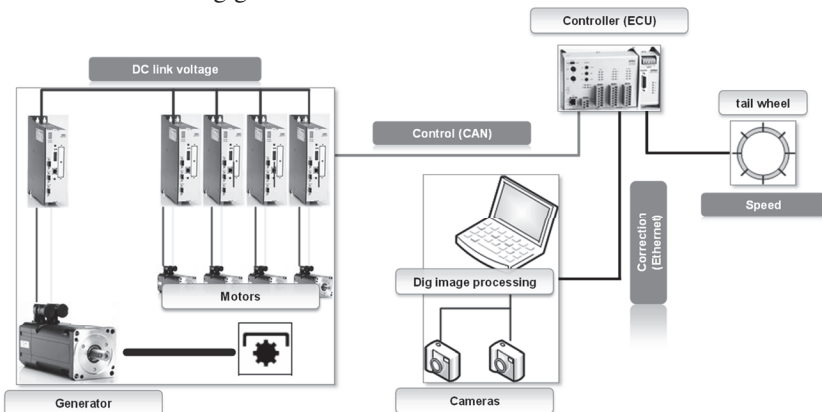 Controller (ECU)
DC link voltage
tail wheel
Control (CAN)
Speed
Correction
(Ethernet)
Dig image processing
Motors
Cameras
Generator